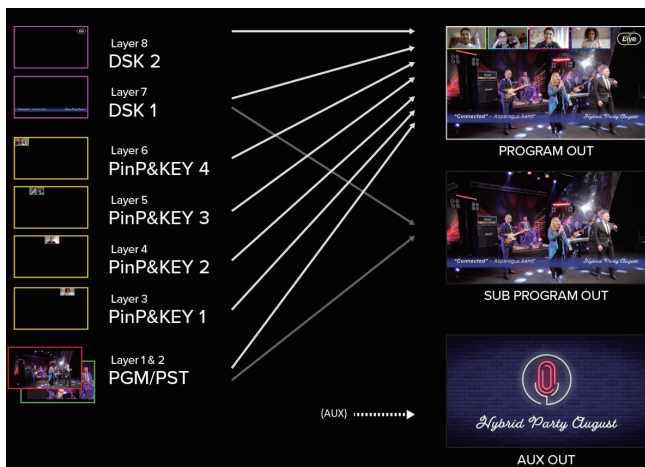 Layer 8
DSK 2
Layer 7
DSK 1
Layer 6
PinP&KEY 4
Layer 5
PinP&KEY 3
Layer 4
PinP&KEY 2
Layer 3
PinP&KEY 1
Layer 1 & 2
PGM/PST
(AUX)
Live
"Connected" – Asparagus band
Hybrid Party August
PROGRAM OUT
"Connected" – Asparagus band
Hybrid Party August
SUB PROGRAM OUT
Hybrid Party August
AUX OUT